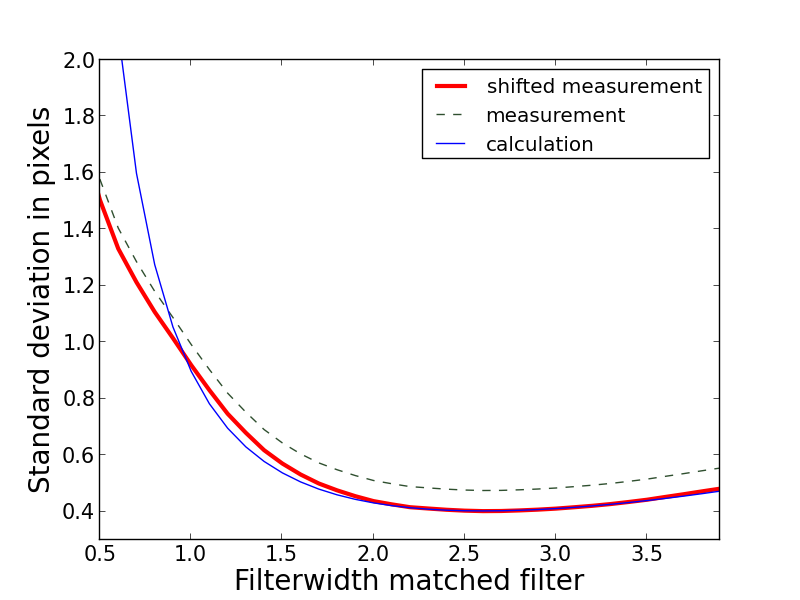 2.0
1.8
1.6
1.4
1.2
1.0
0.8
0.6
0.4
Standard deviation in pixels
shifted measurement
measurement
calculation
0.5 1.0 1.5 2.0 2.5 3.0 3.5
Filterwidth matched filter